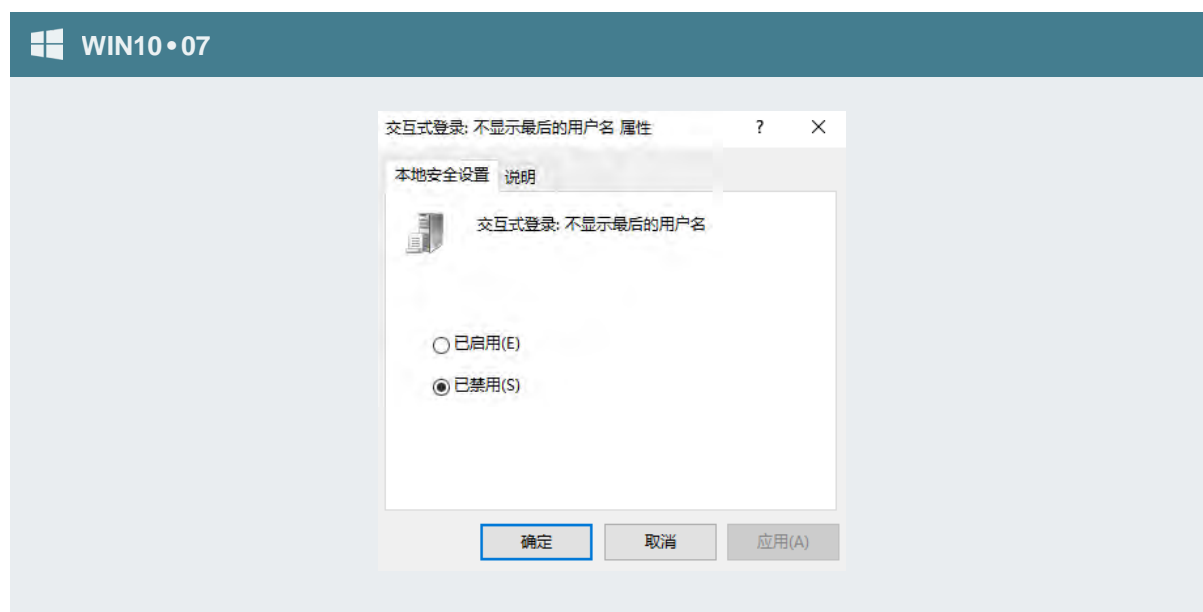 WIN10•07
交互式登录: 不显示最后的用户名 属性
本地安全设置 说明
交互式登录: 不显示最后的用户名
已启用(E)
已禁用(S)
确定 取消 应用(A)